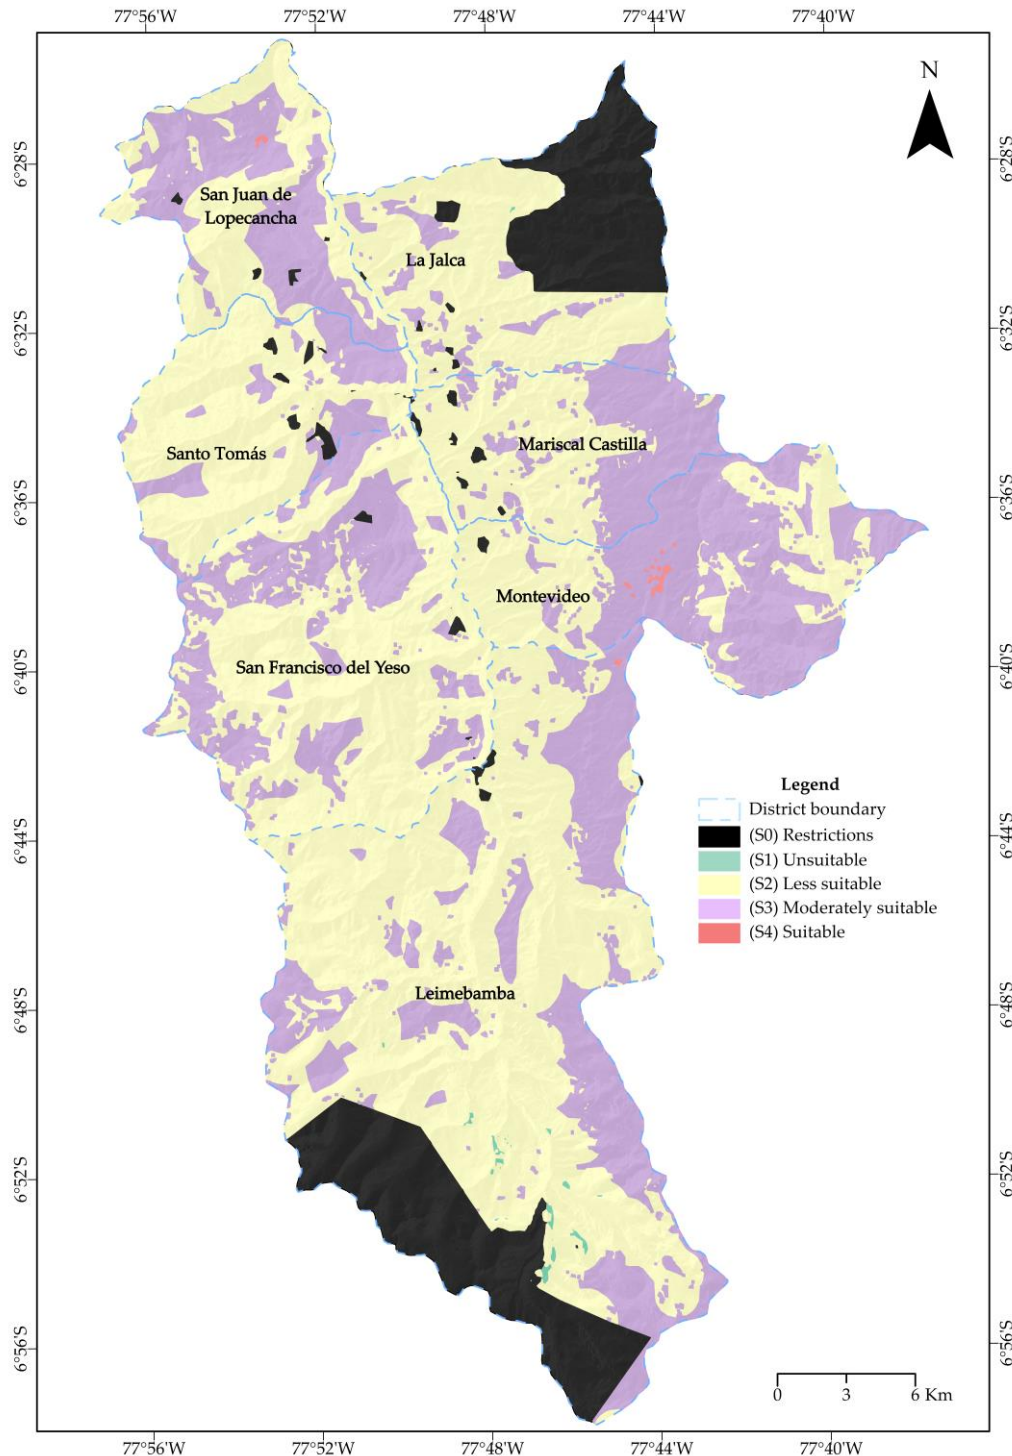 77°56'W 77°52'W 77°48'W 77°44'W 77°40'W
N
6°28'S 6°28'S
San Juan de
Lopecancha
La Jalca
6°32'S 6°32'S
Mariscal Castilla
Santo Tomás
6°36'S 6°36'S
Montevideo
San Francisco del Yeso
6°40'S 6°40'S
Legend
District boundary
(S0) Restrictions
(S1) Unsuitable
(S2) Less suitable
(S3) Moderately suitable
(S4) Suitable
6°44'S 6°44'S
Leimebamba
6°48'S 6°48'S
6°52'S 6°52'S
6°56'S 6°56'S
0 3 6 Km
77°56'W 77°52'W 77°48'W 77°44'W 77°40'W